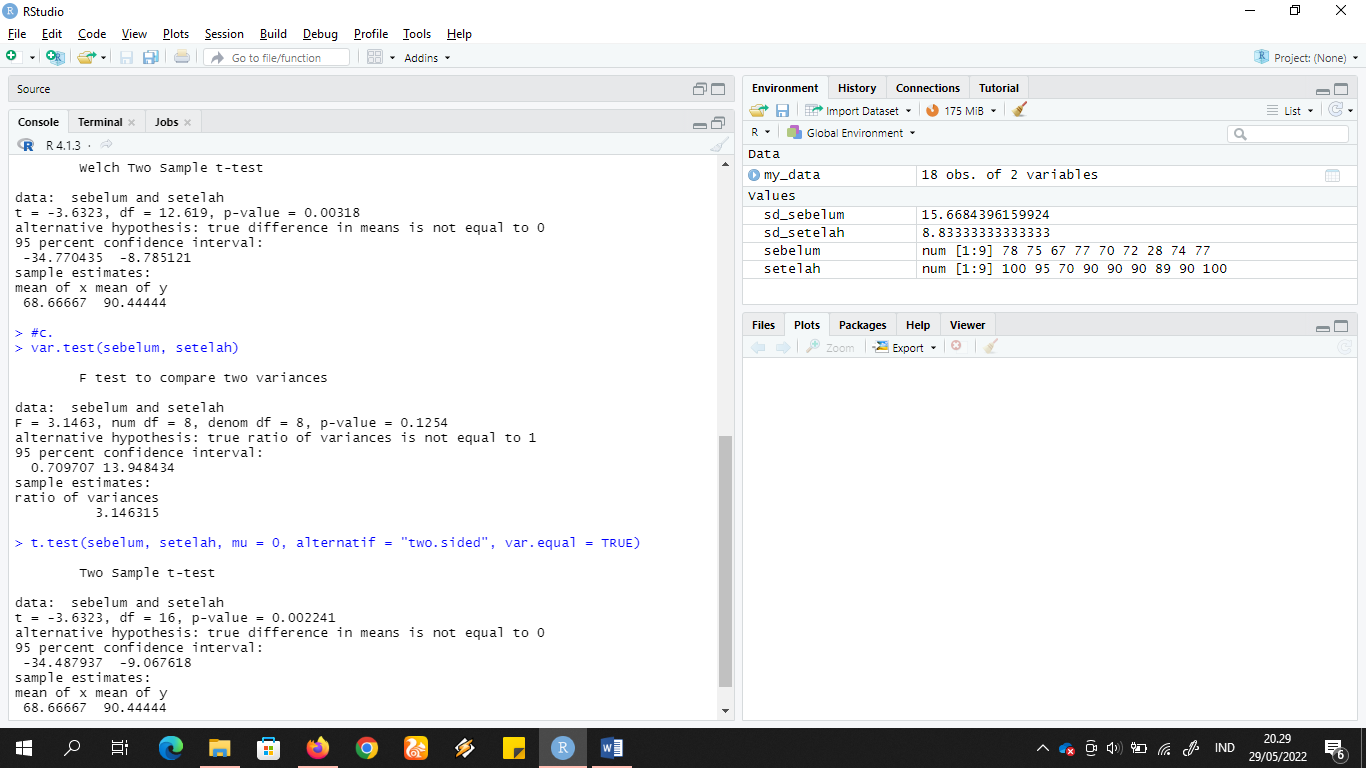 RStudio
File Edit Code View Plots Session Build Debug Profile Tools Help
Go to file/function Addins Project: (None)
Source
Console Terminal Jobs
R 4.1.3 ·
Welch Two Sample t-test
data:  sebelum and setelah
t = -3.6323, df = 12.619, p-value = 0.00318
alternative hypothesis: true difference in means is not equal to 0
95 percent confidence interval:
-34.770435  -8.785121
sample estimates:
mean of x mean of y
68.66667  90.44444
> #c.
> var.test(sebelum, setelah)
F test to compare two variances
data:  sebelum and setelah
F = 3.1463, num df = 8, denom df = 8, p-value = 0.1254
alternative hypothesis: true ratio of variances is not equal to 1
95 percent confidence interval:
0.709707 13.948434
sample estimates:
ratio of variances
3.146315
> t.test(sebelum, setelah, mu = 0, alternatif = "two.sided", var.equal = TRUE)
Two Sample t-test
data:  sebelum and setelah
t = -3.6323, df = 16, p-value = 0.002241
alternative hypothesis: true difference in means is not equal to 0
95 percent confidence interval:
-34.487937  -9.067618
sample estimates:
mean of x mean of y
68.66667  90.44444
Environment History Connections Tutorial
Import Dataset 175 MiB List
R Global Environment
Data
my_data 18 obs. of 2 variables
Values
sd_sebelum 15.6684396159924
sd_setelah 8.83333333333333
sebelum num [1:9] 78 75 67 77 70 72 28 74 77
setelah num [1:9] 100 95 70 90 90 90 89 90 100
Files Plots Packages Help Viewer
Zoom Export
IND 20.29
29/05/2022 6